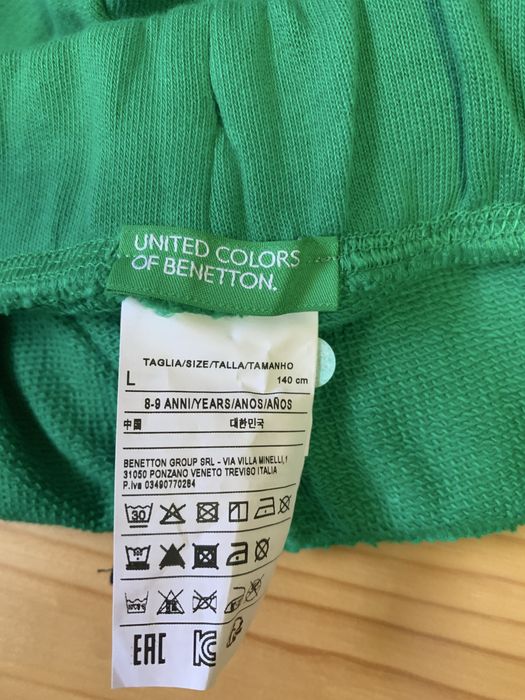 UNITED COLORS
OF BENETTON.
TAGLIA/SIZE/TALLA/TAMANHO
L 140 cm
8-9 ANNI/YEARS/ANOS/AÑOS
中国 대한민국
BENETTON GROUP SRL - VIA VILLA MINELLI, 1
31050 PONZANO VENETO TREVISO ITALIA
P.Iva 03490770264
30
EAC